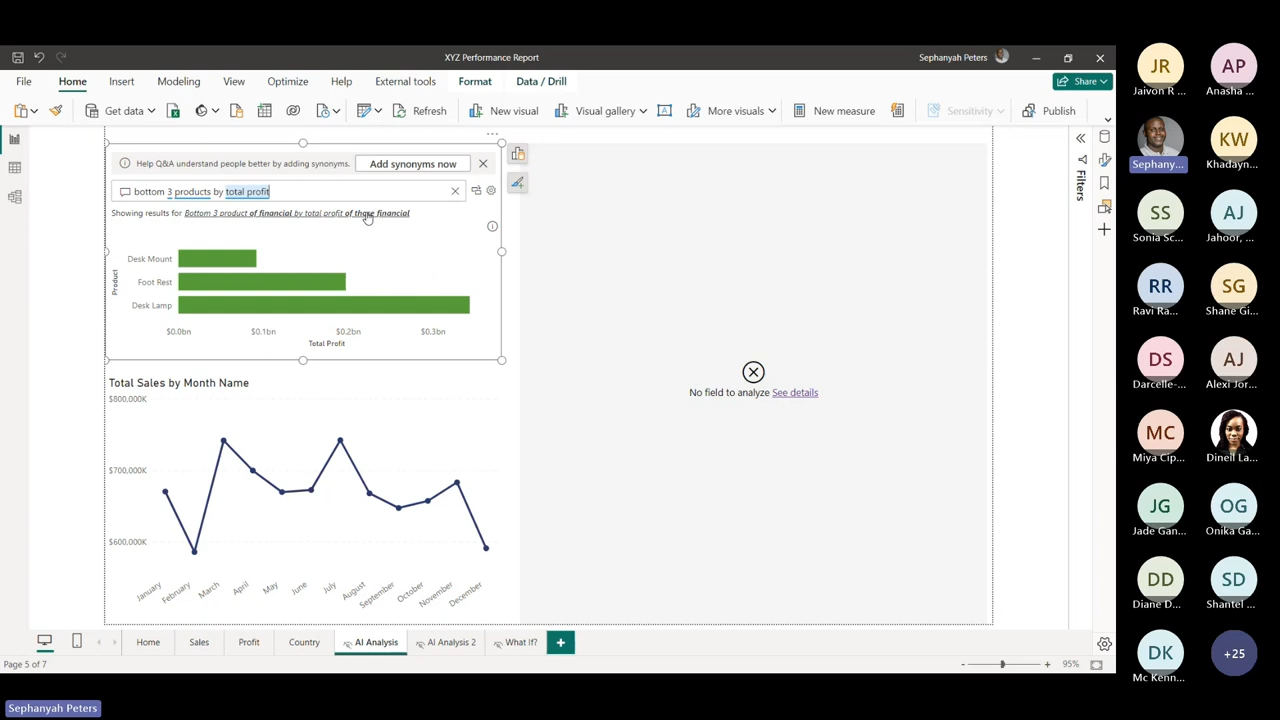 XYZ Performance Report
Sephanyah Peters
File Home Insert Modeling View Optimize Help External tools Format Data / Drill Share
Get data Refresh New visual Visual gallery More visuals New measure Sensitivity Publish
Help Q&A understand people better by adding synonyms. Add synonyms now
bottom 3 products by total profit
Showing results for Bottom 3 product of financial by total profit of those financial
Product
Desk Mount
Foot Rest
Desk Lamp
$0.0bn $0.1bn $0.2bn $0.3bn
Total Profit
Total Sales by Month Name
$800,000K
$700,000K
$600,000K
January February March April May June July August September October November December
No field to analyze See details
Filters
Home Sales Profit Country AI Analysis AI Analysis 2 What If? +
Page 5 of 7
- + 95%
JR AP
Jaivon R ... Anasha ...
KW
Sephany... Khadayn...
SS AJ
Sonia Sc... Jahoor, ...
RR SG
Ravi Ra... Shane Gi...
DS AJ
Darcelle-... Alexi Jor...
MC
Miya Cip... Dinell La...
JG OG
Jade Gan... Onika Ga...
DD SD
Diane D... Shantel ...
DK +25
Mc Kenn...
Sephanyah Peters